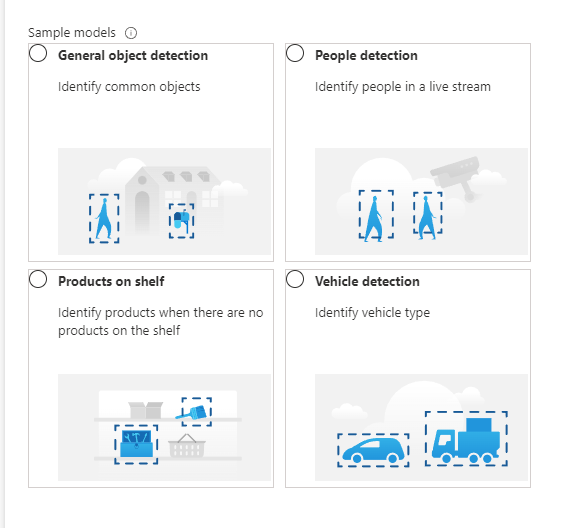 Sample models
General object detection
Identify common objects
People detection
Identify people in a live stream
Products on shelf
Identify products when there are no
products on the shelf
Vehicle detection
Identify vehicle type